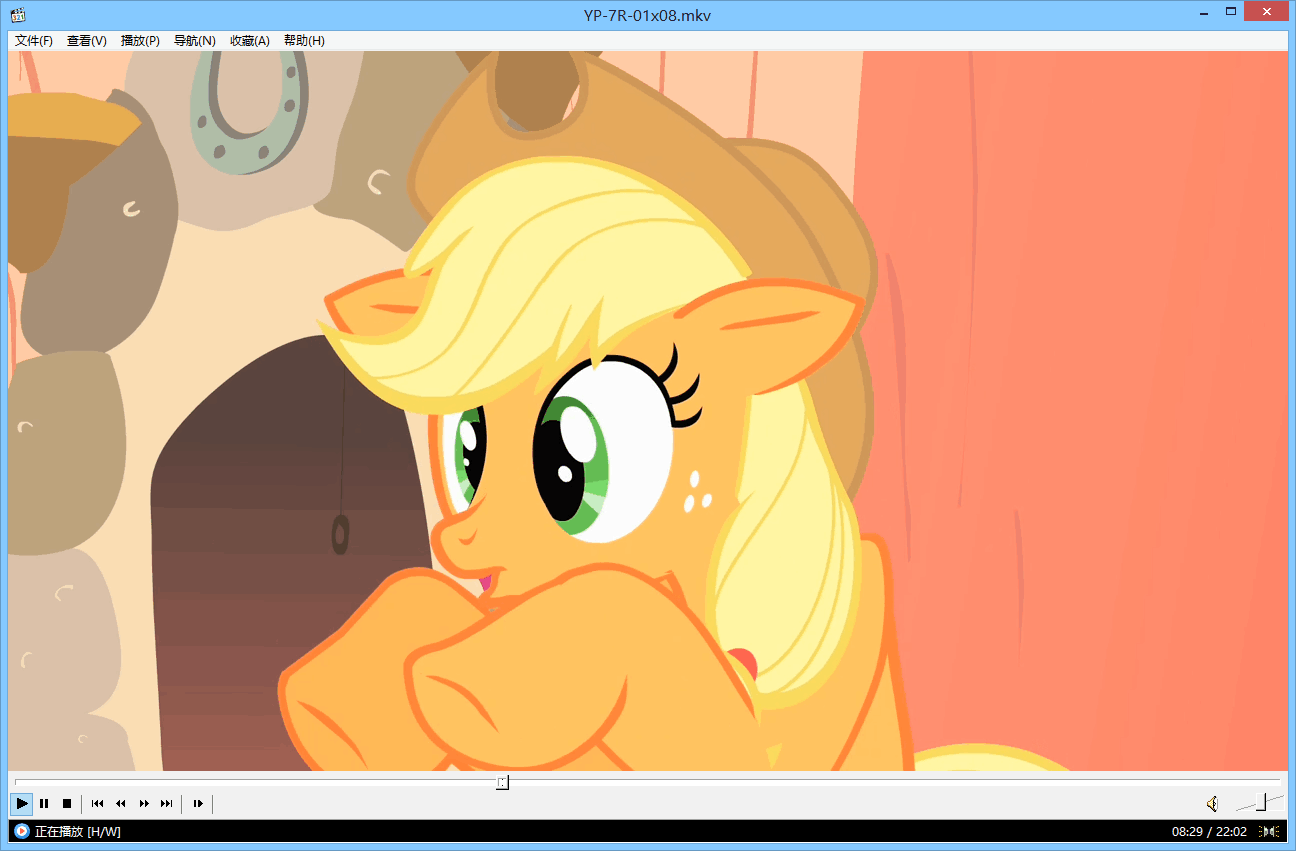 YP-7R-01x08.mkv
文件(F) 查看(V) 播放(P) 导航(N) 收藏(A) 帮助(H)
正在播放 [H/W] 08:29 / 22:02